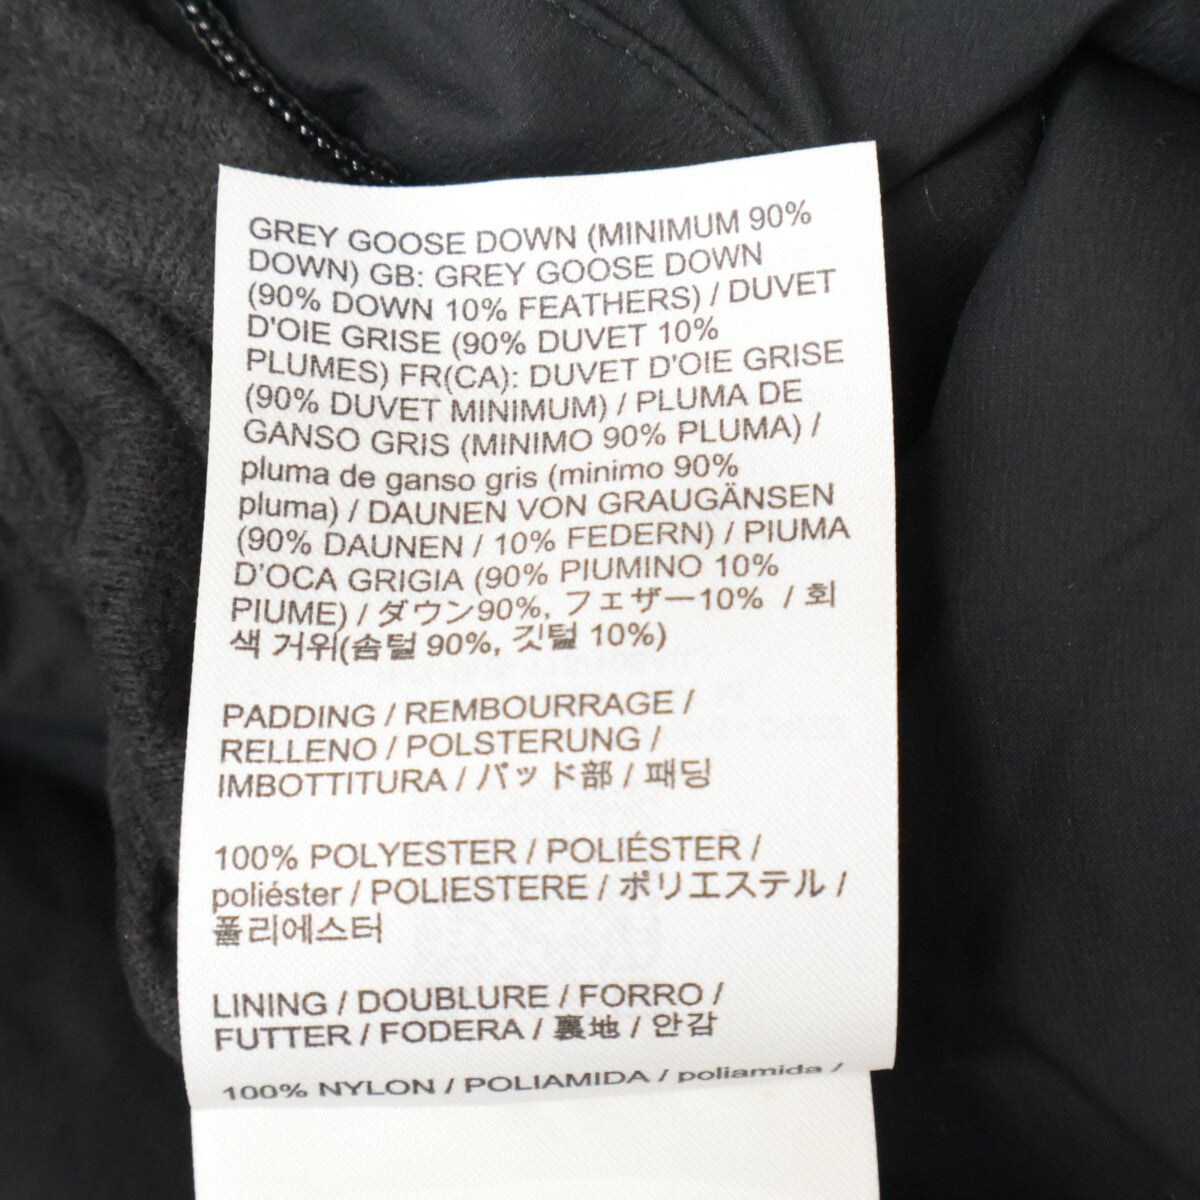 GREY GOOSE DOWN (MINIMUM 90%
DOWN) GB: GREY GOOSE DOWN
(90% DOWN 10% FEATHERS) / DUVET
D'OIE GRISE (90% DUVET 10%
PLUMES) FR(CA): DUVET D'OIE GRISE
(90% DUVET MINIMUM) / PLUMA DE
GANSO GRIS (MINIMO 90% PLUMA) /
pluma de ganso gris (minimo 90%
pluma) / DAUNEN VON GRAUGÄNSEN
(90% DAUNEN / 10% FEDERN) / PIUMA
D'OCA GRIGIA (90% PIUMINO 10%
PIUME) / ダウン90%, フェザー10% / 회
색 거위(솜털 90%, 깃털 10%)
PADDING / REMBOURRAGE /
RELLENO / POLSTERUNG /
IMBOTTITURA / パッド部 / 패딩
100% POLYESTER / POLIÉSTER /
poliéster / POLIESTERE / ポリエステル /
폴리에스터
LINING / DOUBLURE / FORRO /
FUTTER / FODERA / 裏地 / 안감
100% NYLON / POLIAMIDA / poliamida /